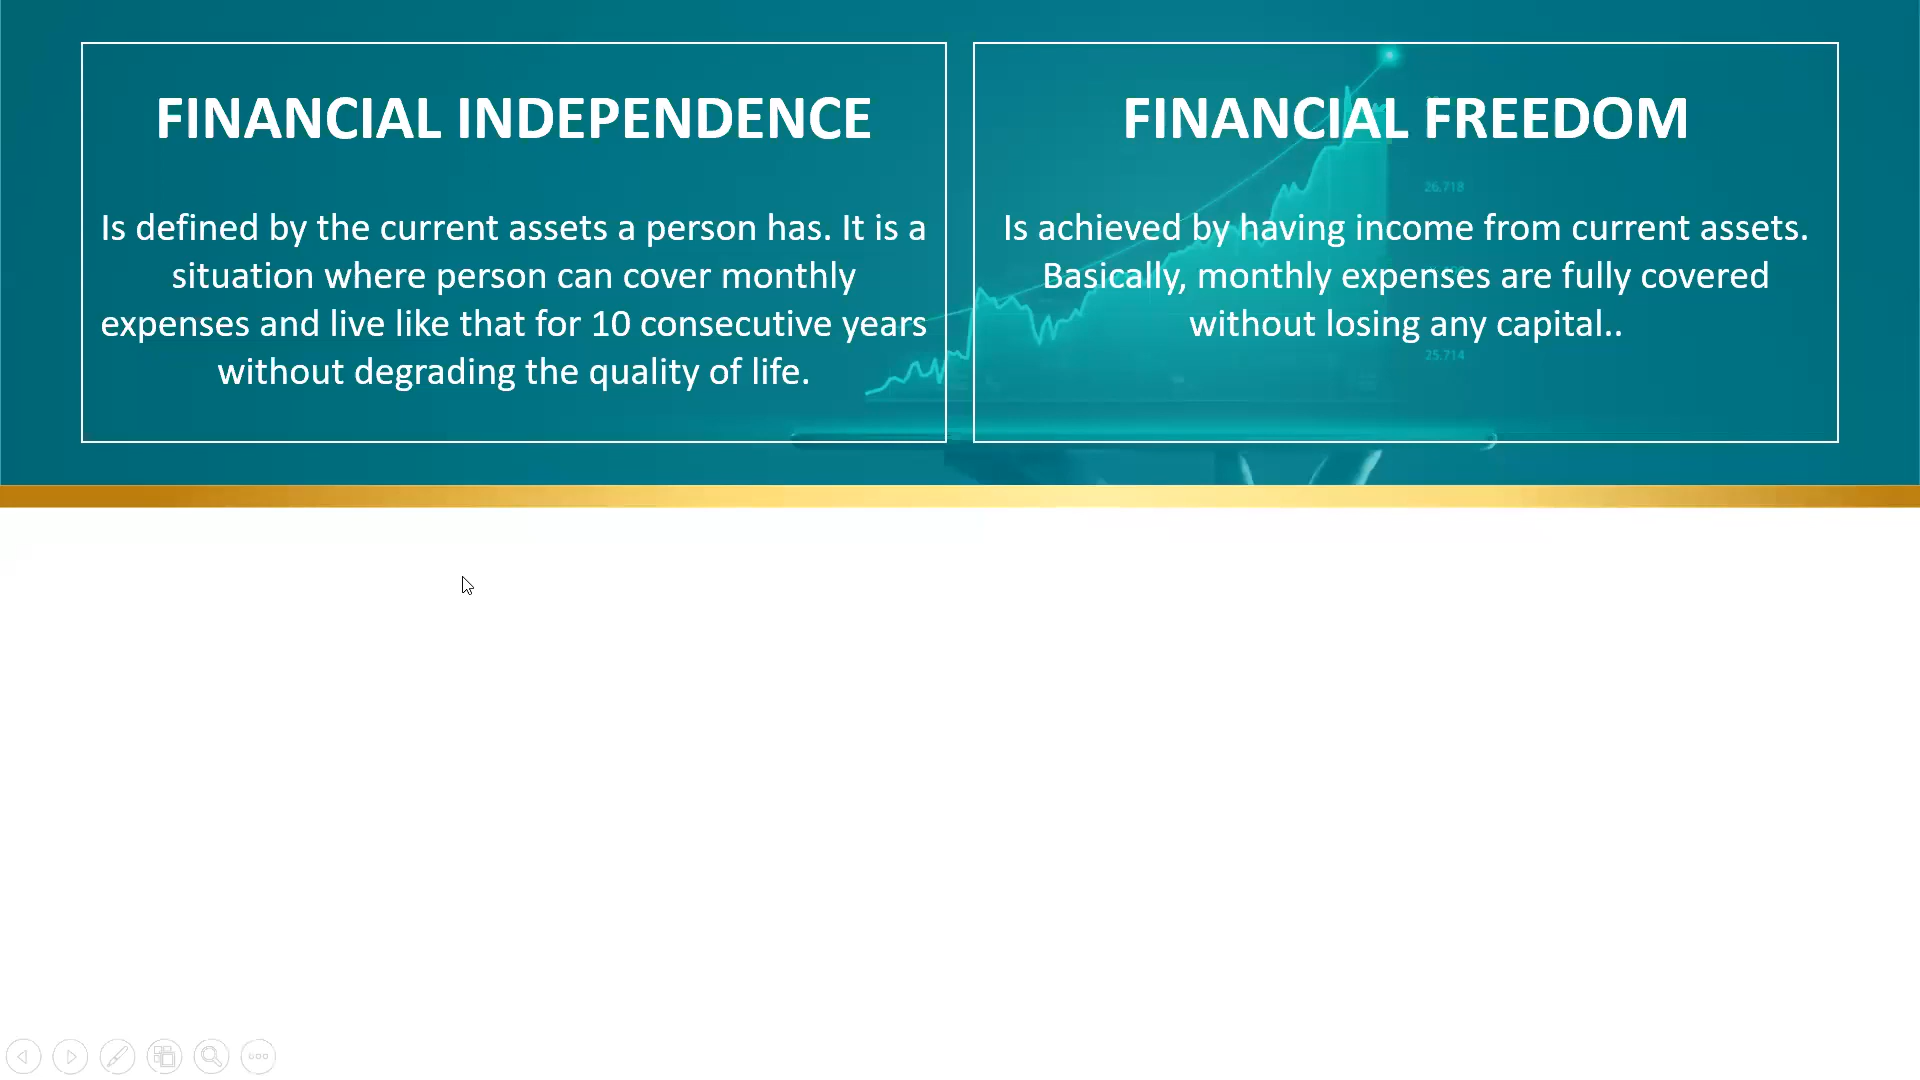 FINANCIAL INDEPENDENCE
Is defined by the current assets a person has. It is a
situation where person can cover monthly
expenses and live like that for 10 consecutive years
without degrading the quality of life.
FINANCIAL FREEDOM
Is achieved by having income from current assets.
Basically, monthly expenses are fully covered
without losing any capital..
26.718
25.714